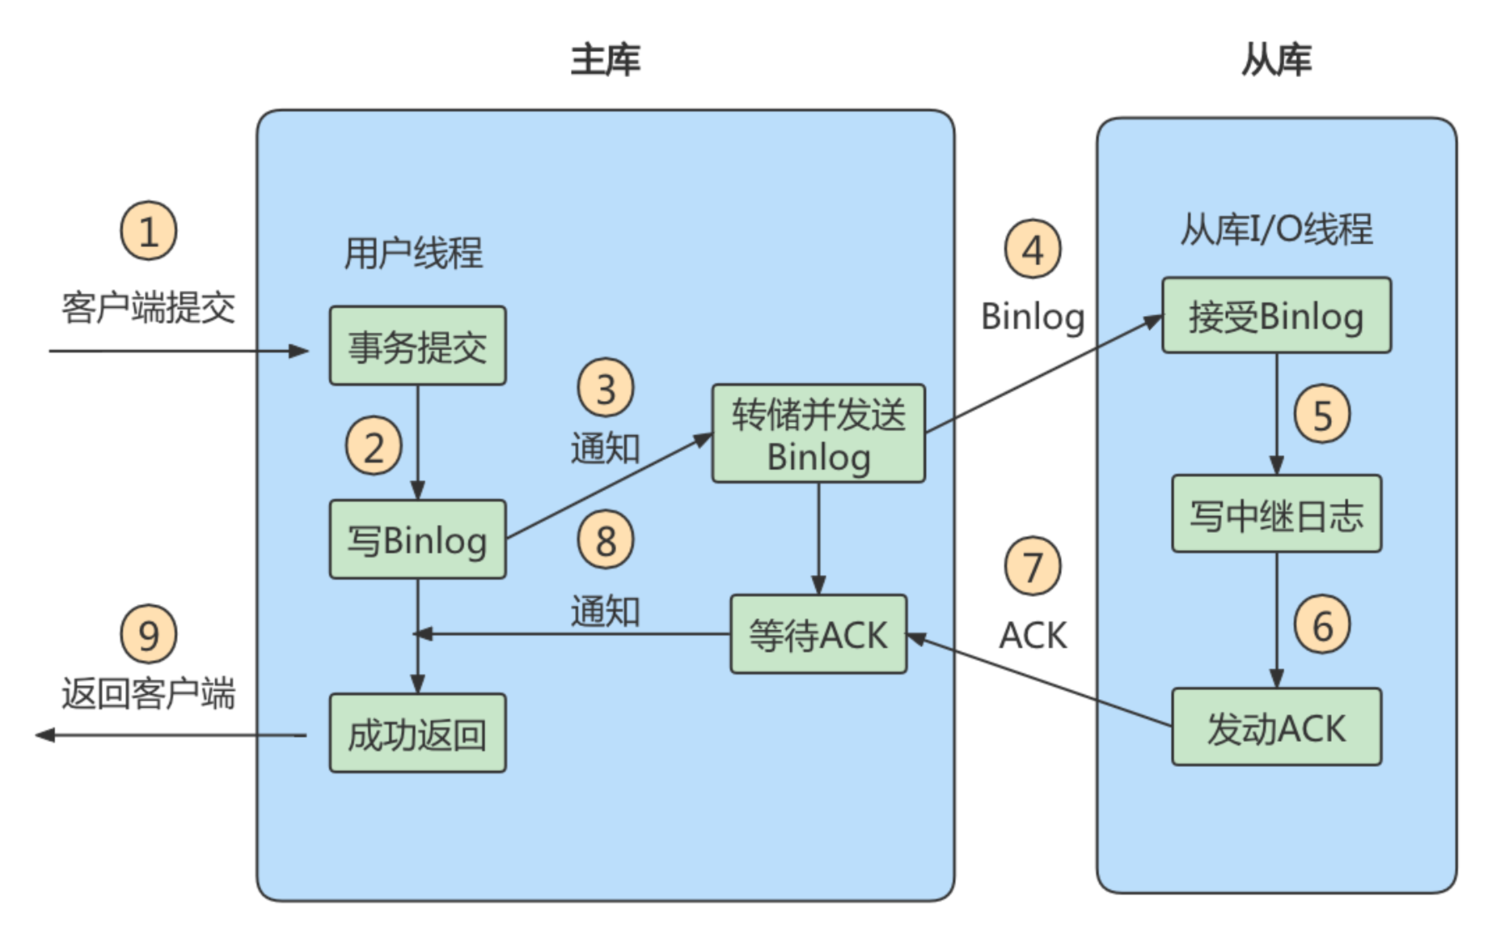 主库
从库
1
客户端提交
用户线程
事务提交
2
写Binlog
3
通知
转储并发送
Binlog
4
Binlog
从库I/O线程
接受Binlog
5
写中继日志
6
发动ACK
7
ACK
等待ACK
8
通知
成功返回
9
返回客户端